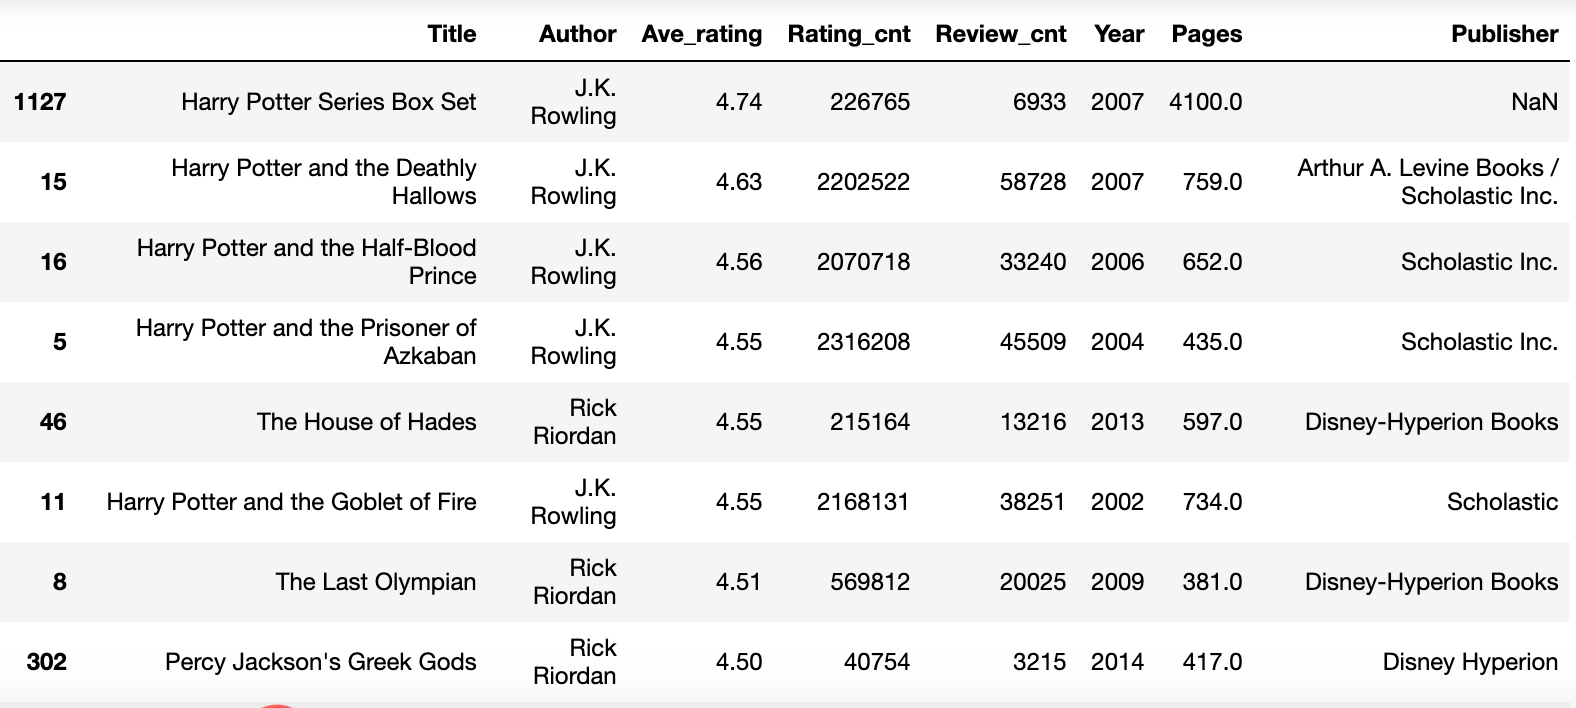 Title Author Ave_rating Rating_cnt Review_cnt Year Pages Publisher
1127 Harry Potter Series Box Set J.K. Rowling 4.74 226765 6933 2007 4100.0 NaN
15 Harry Potter and the Deathly Hallows J.K. Rowling 4.63 2202522 58728 2007 759.0 Arthur A. Levine Books / Scholastic Inc.
16 Harry Potter and the Half-Blood Prince J.K. Rowling 4.56 2070718 33240 2006 652.0 Scholastic Inc.
5 Harry Potter and the Prisoner of Azkaban J.K. Rowling 4.55 2316208 45509 2004 435.0 Scholastic Inc.
46 The House of Hades Rick Riordan 4.55 215164 13216 2013 597.0 Disney-Hyperion Books
11 Harry Potter and the Goblet of Fire J.K. Rowling 4.55 2168131 38251 2002 734.0 Scholastic
8 The Last Olympian Rick Riordan 4.51 569812 20025 2009 381.0 Disney-Hyperion Books
302 Percy Jackson's Greek Gods Rick Riordan 4.50 40754 3215 2014 417.0 Disney Hyperion